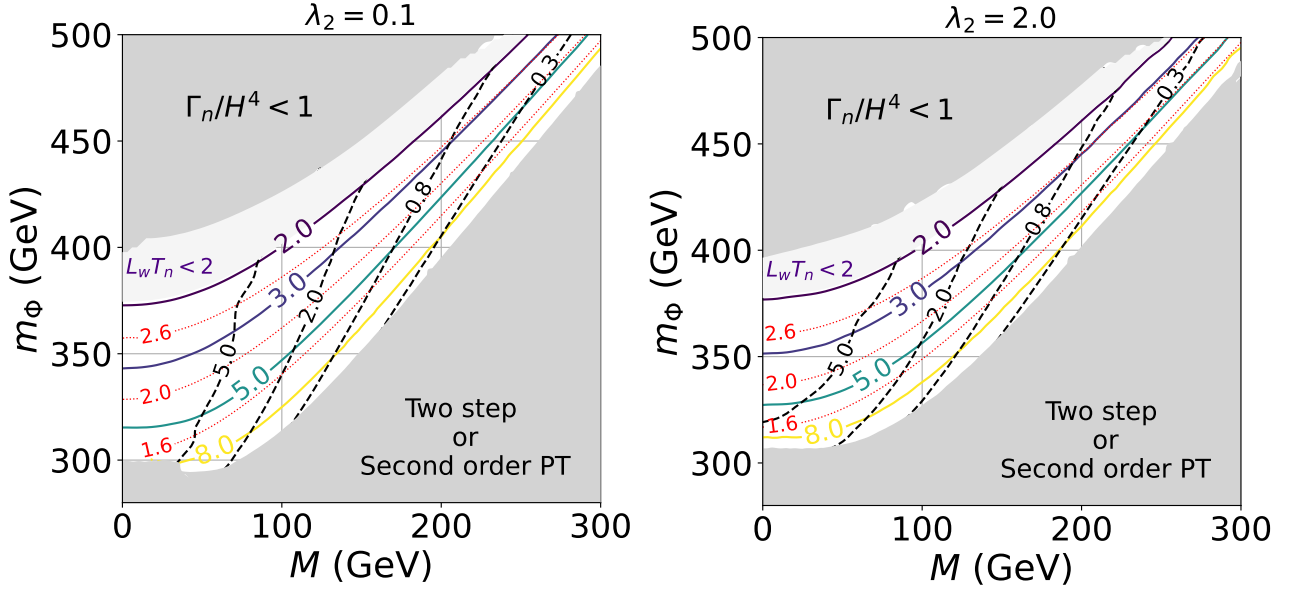 λ₂ = 0.1
500
450
400
350
300
0
100
200
300
m_Φ (GeV)
M (GeV)
Γₙ/H⁴ < 1
L_wTₙ < 2
2.0
3.0
5.0
8.0
2.6
2.0
1.6
5.0
2.0
0.8
0.3
Two step
or
Second order PT
λ₂ = 2.0
500
450
400
350
300
0
100
200
300
m_Φ (GeV)
M (GeV)
Γₙ/H⁴ < 1
L_wTₙ < 2
2.0
3.0
5.0
8.0
2.6
2.0
1.6
5.0
2.0
0.8
0.3
Two step
or
Second order PT